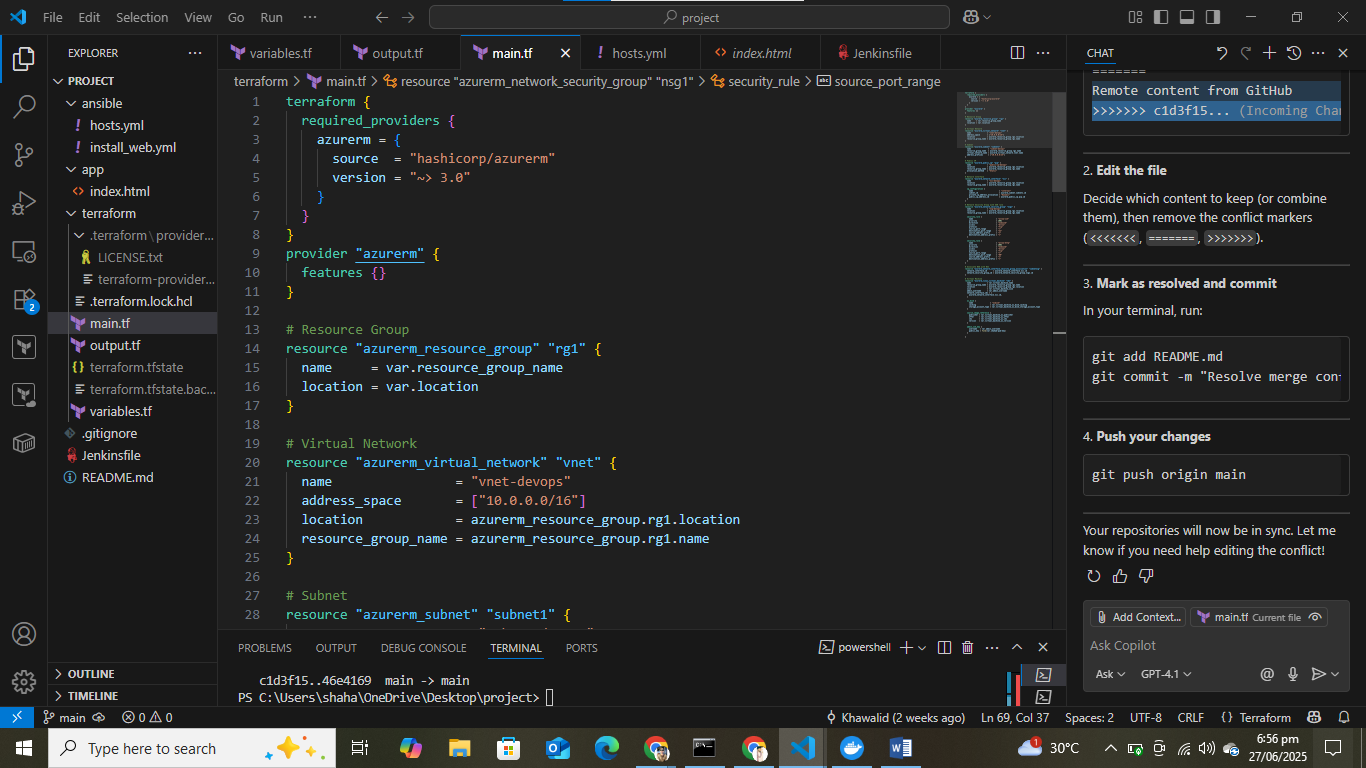 File Edit Selection View Go Run ···
project
EXPLORER ···
PROJECT
ansible
! hosts.yml
! install_web.yml
app
<> index.html
terraform
.terraform \ provider...
LICENSE.txt
terraform-provider...
.terraform.lock.hcl
main.tf
output.tf
{} terraform.tfstate
terraform.tfstate.bac...
variables.tf
.gitignore
Jenkinsfile
README.md
OUTLINE
TIMELINE
2
variables.tf output.tf main.tf ! hosts.yml <> index.html Jenkinsfile
terraform > main.tf > resource "azurerm_network_security_group" "nsg1" > security_rule > source_port_range
1 terraform {
2 required_providers {
3 azurerm = {
4 source = "hashicorp/azurerm"
5 version = "~> 3.0"
6 }
7 }
8 }
9 provider "azurerm" {
10 features {}
11 }
12
13 # Resource Group
14 resource "azurerm_resource_group" "rg1" {
15 name = var.resource_group_name
16 location = var.location
17 }
18
19 # Virtual Network
20 resource "azurerm_virtual_network" "vnet" {
21 name = "vnet-devops"
22 address_space = ["10.0.0.0/16"]
23 location = azurerm_resource_group.rg1.location
24 resource_group_name = azurerm_resource_group.rg1.name
25 }
26
27 # Subnet
28 resource "azurerm_subnet" "subnet1" {
PROBLEMS OUTPUT DEBUG CONSOLE TERMINAL PORTS
powershell
c1d3f15..46e4169 main -> main
PS C:\Users\shaha\OneDrive\Desktop\project>
CHAT
=======
Remote content from GitHub
>>>>>>> c1d3f15... (Incoming Cha
2. Edit the file
Decide which content to keep (or combine
them), then remove the conflict markers
(<<<<<<<, =======, >>>>>>>).
3. Mark as resolved and commit
In your terminal, run:
git add README.md
git commit -m "Resolve merge con
4. Push your changes
git push origin main
Your repositories will now be in sync. Let me
know if you need help editing the conflict!
Add Context... main.tf Current file
Ask Copilot
Ask GPT-4.1 @
main 0 0 Khawalid (2 weeks ago) Ln 69, Col 37 Spaces: 2 UTF-8 CRLF {} Terraform
Type here to search
1 30°C
6:56 pm
27/06/2025